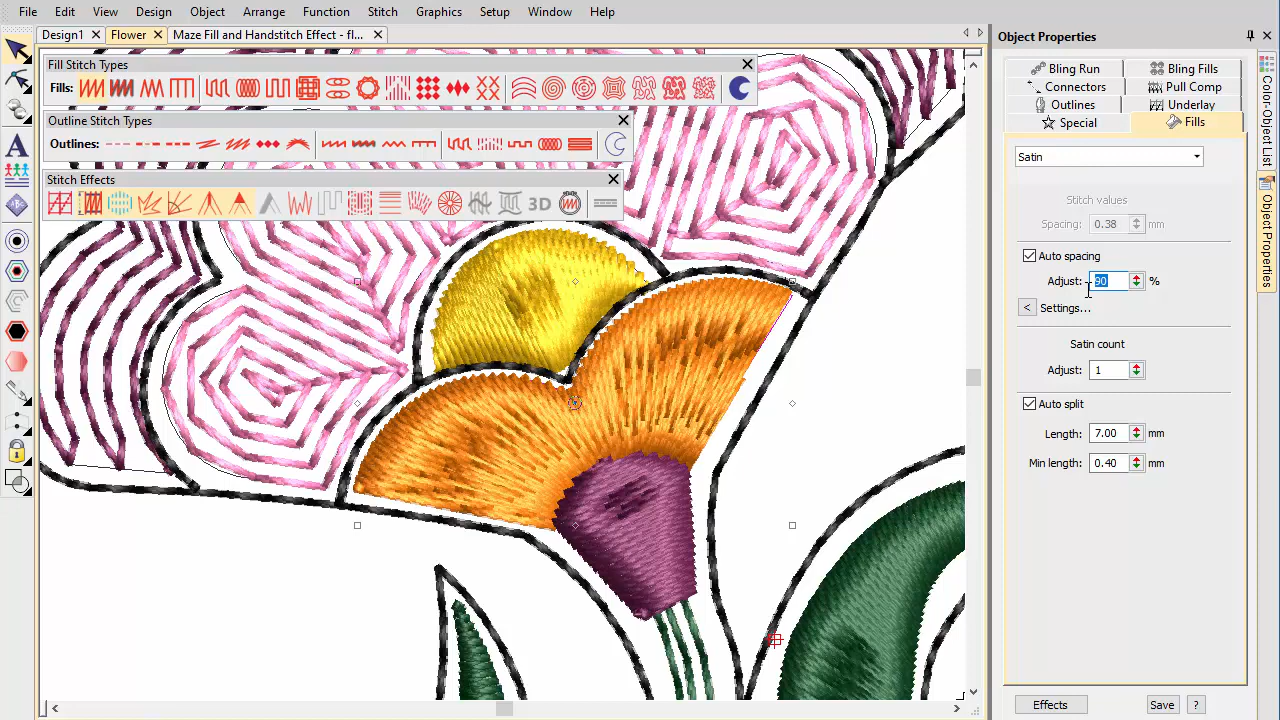 File Edit View Design Object Arrange Function Stitch Graphics Setup Window Help
Design1 Flower Maze Fill and Handstitch Effect - fl...
Fill Stitch Types
Fills:
Outline Stitch Types
Outlines:
Stitch Effects
3D
Object Properties
Bling Run Bling Fills
Connectors Pull Comp
Outlines Underlay
Special Fills
Satin
Stitch values
Spacing: 0.38 mm
Auto spacing
Adjust: 90 %
< Settings...
Satin count
Adjust: 1
Auto split
Length: 7.00 mm
Min length: 0.40 mm
Effects Save ?
Color-Object List
Object Properties